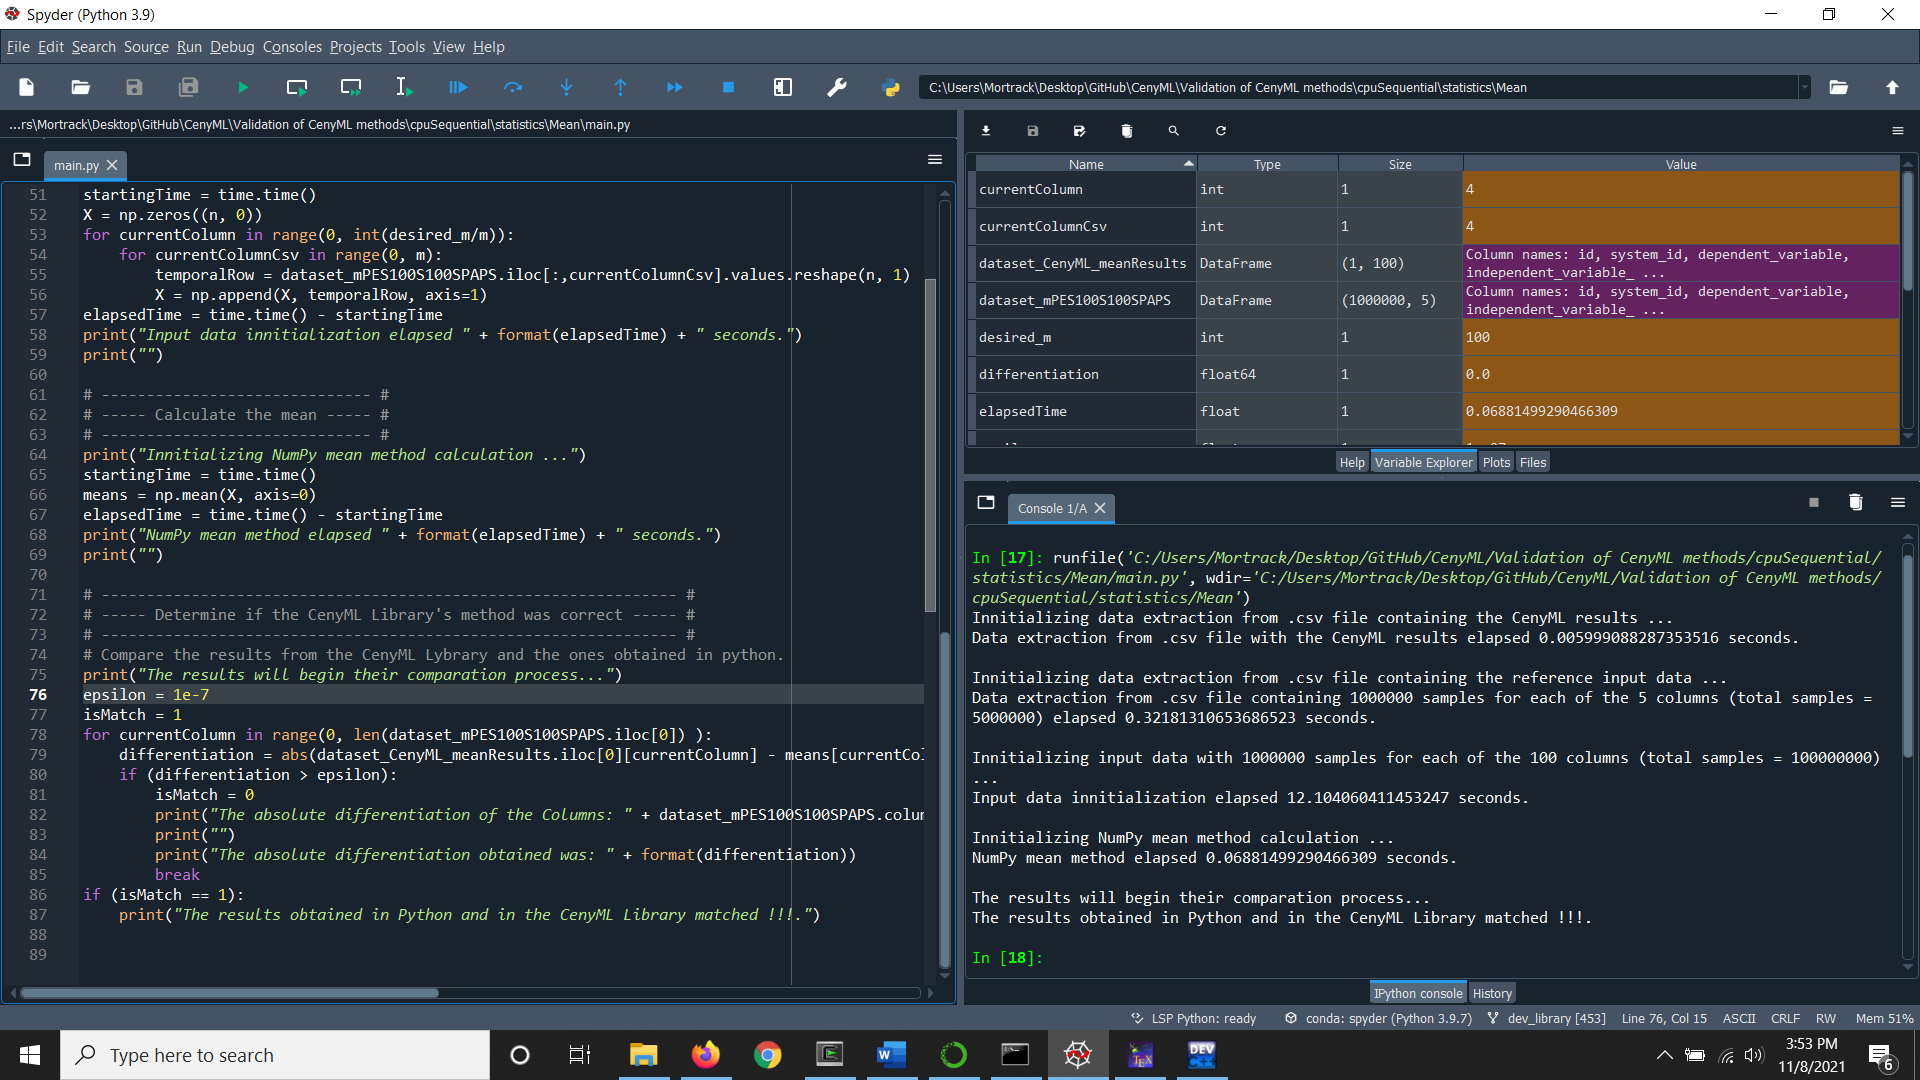 Spyder (Python 3.9)
File Edit Search Source Run Debug Consoles Projects Tools View Help
C:\Users\Mortrack\Desktop\GitHub\CenyML\Validation of CenyML methods\cpuSequential\statistics\Mean
...rs\Mortrack\Desktop\GitHub\CenyML\Validation of CenyML methods\cpuSequential\statistics\Mean\main.py
main.py
51 startingTime = time.time()
52 X = np.zeros((n, 0))
53 for currentColumn in range(0, int(desired_m/m)):
54 for currentColumnCsv in range(0, m):
55 temporalRow = dataset_mPES100S100SPAPS.iloc[:,currentColumnCsv].values.reshape(n, 1)
56 X = np.append(X, temporalRow, axis=1)
57 elapsedTime = time.time() - startingTime
58 print("Input data innitialization elapsed " + format(elapsedTime) + " seconds.")
59 print("")
60
61 # ------------------------------ #
62 # ----- Calculate the mean ----- #
63 # ------------------------------ #
64 print("Innitializing NumPy mean method calculation ...")
65 startingTime = time.time()
66 means = np.mean(X, axis=0)
67 elapsedTime = time.time() - startingTime
68 print("NumPy mean method elapsed " + format(elapsedTime) + " seconds.")
69 print("")
70
71 # ---------------------------------------------------------------- #
72 # ----- Determine if the CenyML Library's method was correct ----- #
73 # ---------------------------------------------------------------- #
74 # Compare the results from the CenyML Lybrary and the ones obtained in python.
75 print("The results will begin their comparation process...")
76 epsilon = 1e-7
77 isMatch = 1
78 for currentColumn in range(0, len(dataset_mPES100S100SPAPS.iloc[0]) ):
79 differentiation = abs(dataset_CenyML_meanResults.iloc[0][currentColumn] - means[currentCol
80 if (differentiation > epsilon):
81 isMatch = 0
82 print("The absolute differentiation of the Columns: " + dataset_mPES100S100SPAPS.colum
83 print("")
84 print("The absolute differentiation obtained was: " + format(differentiation))
85 break
86 if (isMatch == 1):
87 print("The results obtained in Python and in the CenyML Library matched !!!.")
88
89
Name Type Size Value
currentColumn int 1 4
currentColumnCsv int 1 4
dataset_CenyML_meanResults DataFrame (1, 100) Column names: id, system_id, dependent_variable,
independent_variable_ ...
dataset_mPES100S100SPAPS DataFrame (1000000, 5) Column names: id, system_id, dependent_variable,
independent_variable_ ...
desired_m int 1 100
differentiation float64 1 0.0
elapsedTime float 1 0.06881499290466309
Help Variable Explorer Plots Files
Console 1/A
In [17]: runfile('C:/Users/Mortrack/Desktop/GitHub/CenyML/Validation of CenyML methods/cpuSequential/
statistics/Mean/main.py', wdir='C:/Users/Mortrack/Desktop/GitHub/CenyML/Validation of CenyML methods/
cpuSequential/statistics/Mean')
Innitializing data extraction from .csv file containing the CenyML results ...
Data extraction from .csv file with the CenyML results elapsed 0.005999088287353516 seconds.
Innitializing data extraction from .csv file containing the reference input data ...
Data extraction from .csv file containing 1000000 samples for each of the 5 columns (total samples =
5000000) elapsed 0.32181310653686523 seconds.
Innitializing input data with 1000000 samples for each of the 100 columns (total samples = 100000000)
...
Input data innitialization elapsed 12.104060411453247 seconds.
Innitializing NumPy mean method calculation ...
NumPy mean method elapsed 0.06881499290466309 seconds.
The results will begin their comparation process...
The results obtained in Python and in the CenyML Library matched !!!.
In [18]:
IPython console History
LSP Python: ready conda: spyder (Python 3.9.7) dev_library [453] Line 76, Col 15 ASCII CRLF RW Mem 51%
Type here to search
TEX
DEV
3:53 PM
11/8/2021
6